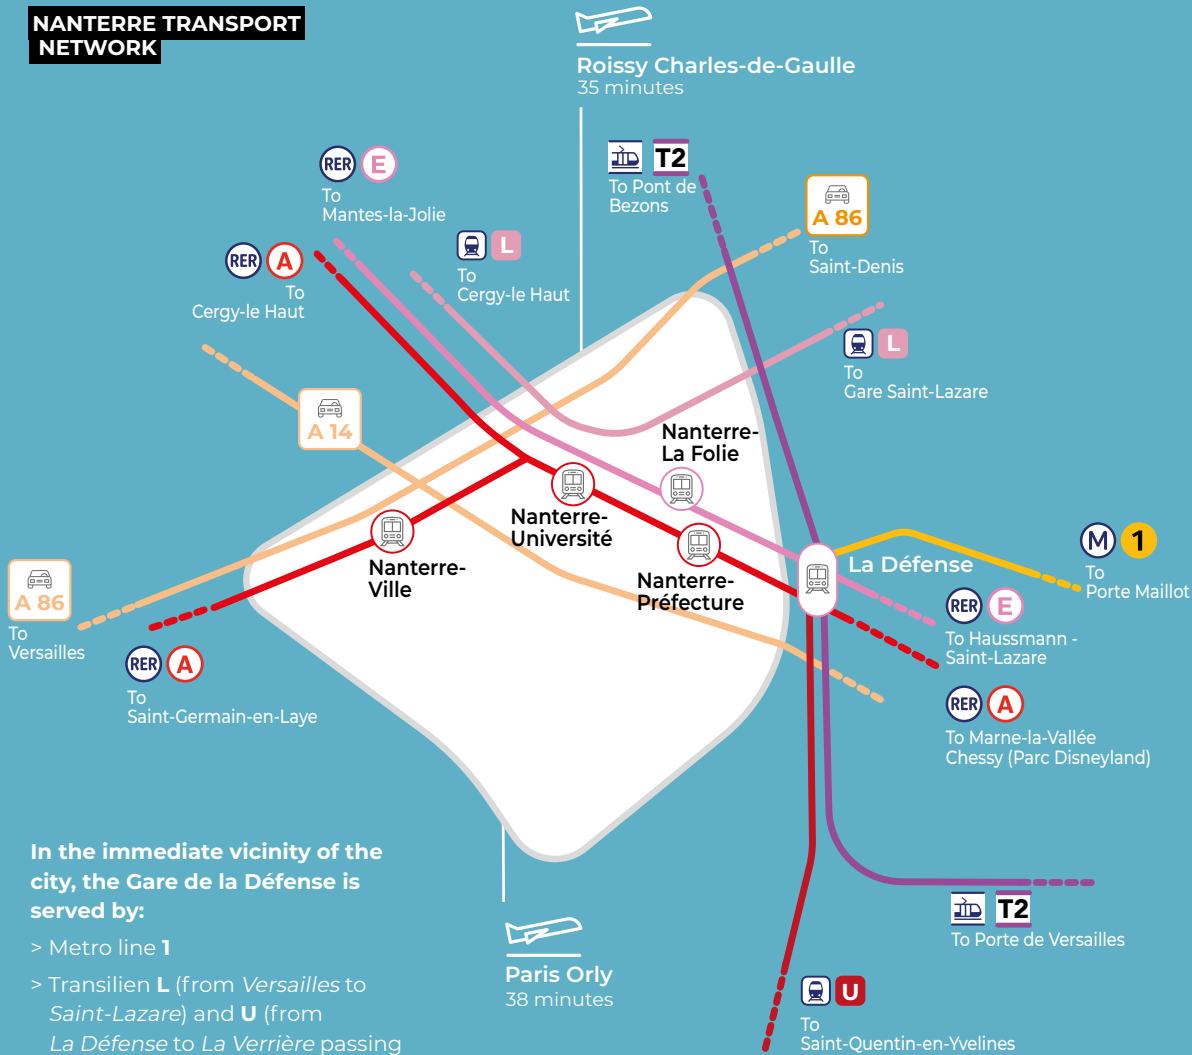 NANTERRE TRANSPORT
NETWORK
Roissy Charles-de-Gaulle
35 minutes
RER E
To
Mantes-la-Jolie
T2
To Pont de
Bezons
A 86
To
Saint-Denis
RER A
To
Cergy-le Haut
L
To
Cergy-le Haut
L
To
Gare Saint-Lazare
A 14
Nanterre-
La Folie
Nanterre-
Université
Nanterre-
Ville
Nanterre-
Préfecture
La Défense
M 1
To
Porte Maillot
A 86
To
Versailles
RER E
To Haussmann -
Saint-Lazare
RER A
To
Saint-Germain-en-Laye
RER A
To Marne-la-Vallée
Chessy (Parc Disneyland)
In the immediate vicinity of the
city, the Gare de la Défense is
served by:
> Metro line 1
> Transilien L (from Versailles to
Saint-Lazare) and U (from
La Défense to La Verrière passing
Paris Orly
38 minutes
T2
To Porte de Versailles
U
To
Saint-Quentin-en-Yvelines